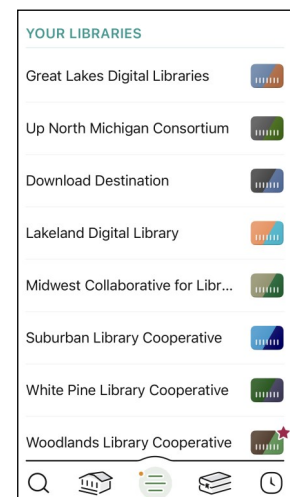 YOUR LIBRARIES
Great Lakes Digital Libraries
Up North Michigan Consortium
Download Destination
Lakeland Digital Library
Midwest Collaborative for Libr...
Suburban Library Cooperative
White Pine Library Cooperative
Woodlands Library Cooperative